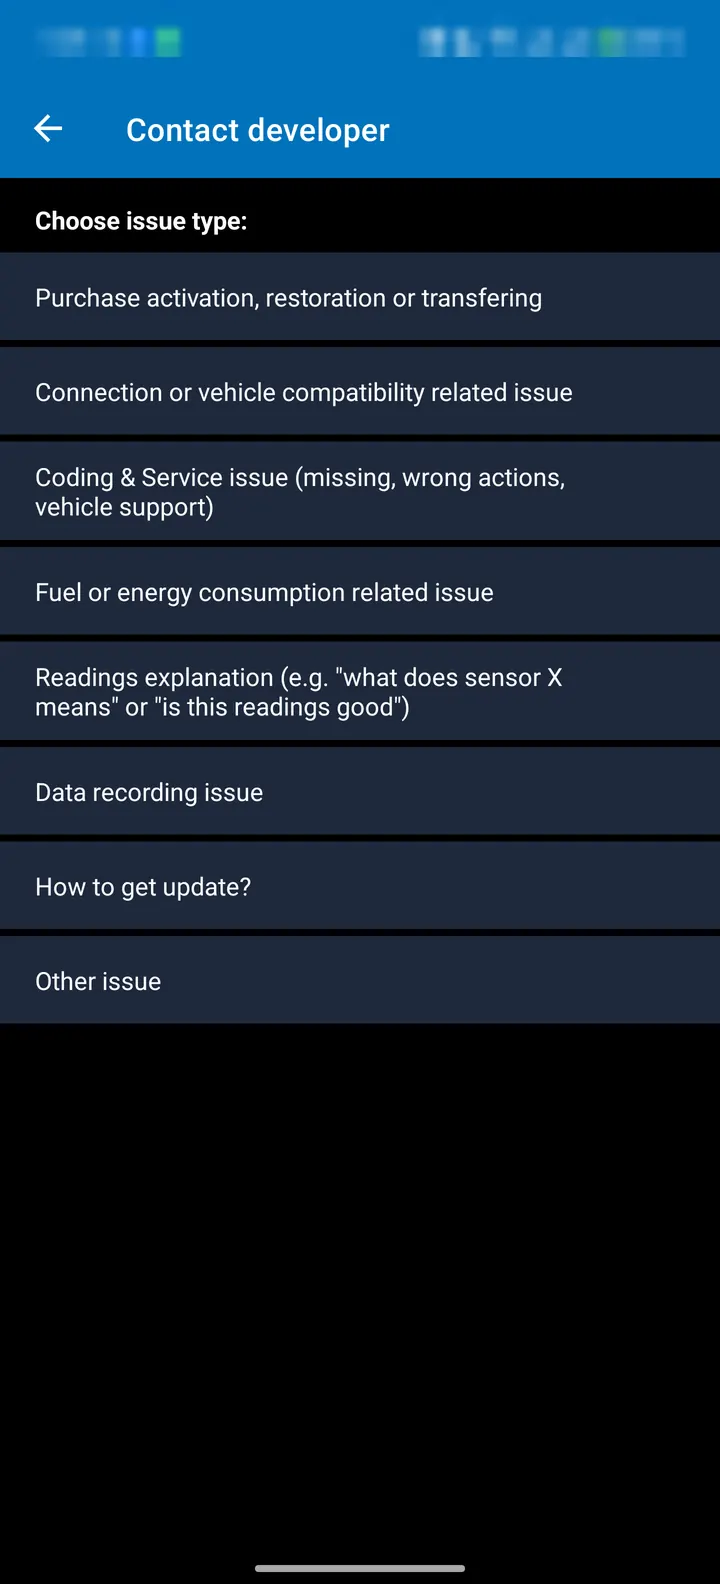 Contact developer
Choose issue type:
Purchase activation, restoration or transfering
Connection or vehicle compatibility related issue
Coding & Service issue (missing, wrong actions,
vehicle support)
Fuel or energy consumption related issue
Readings explanation (e.g. "what does sensor X
means" or "is this readings good")
Data recording issue
How to get update?
Other issue